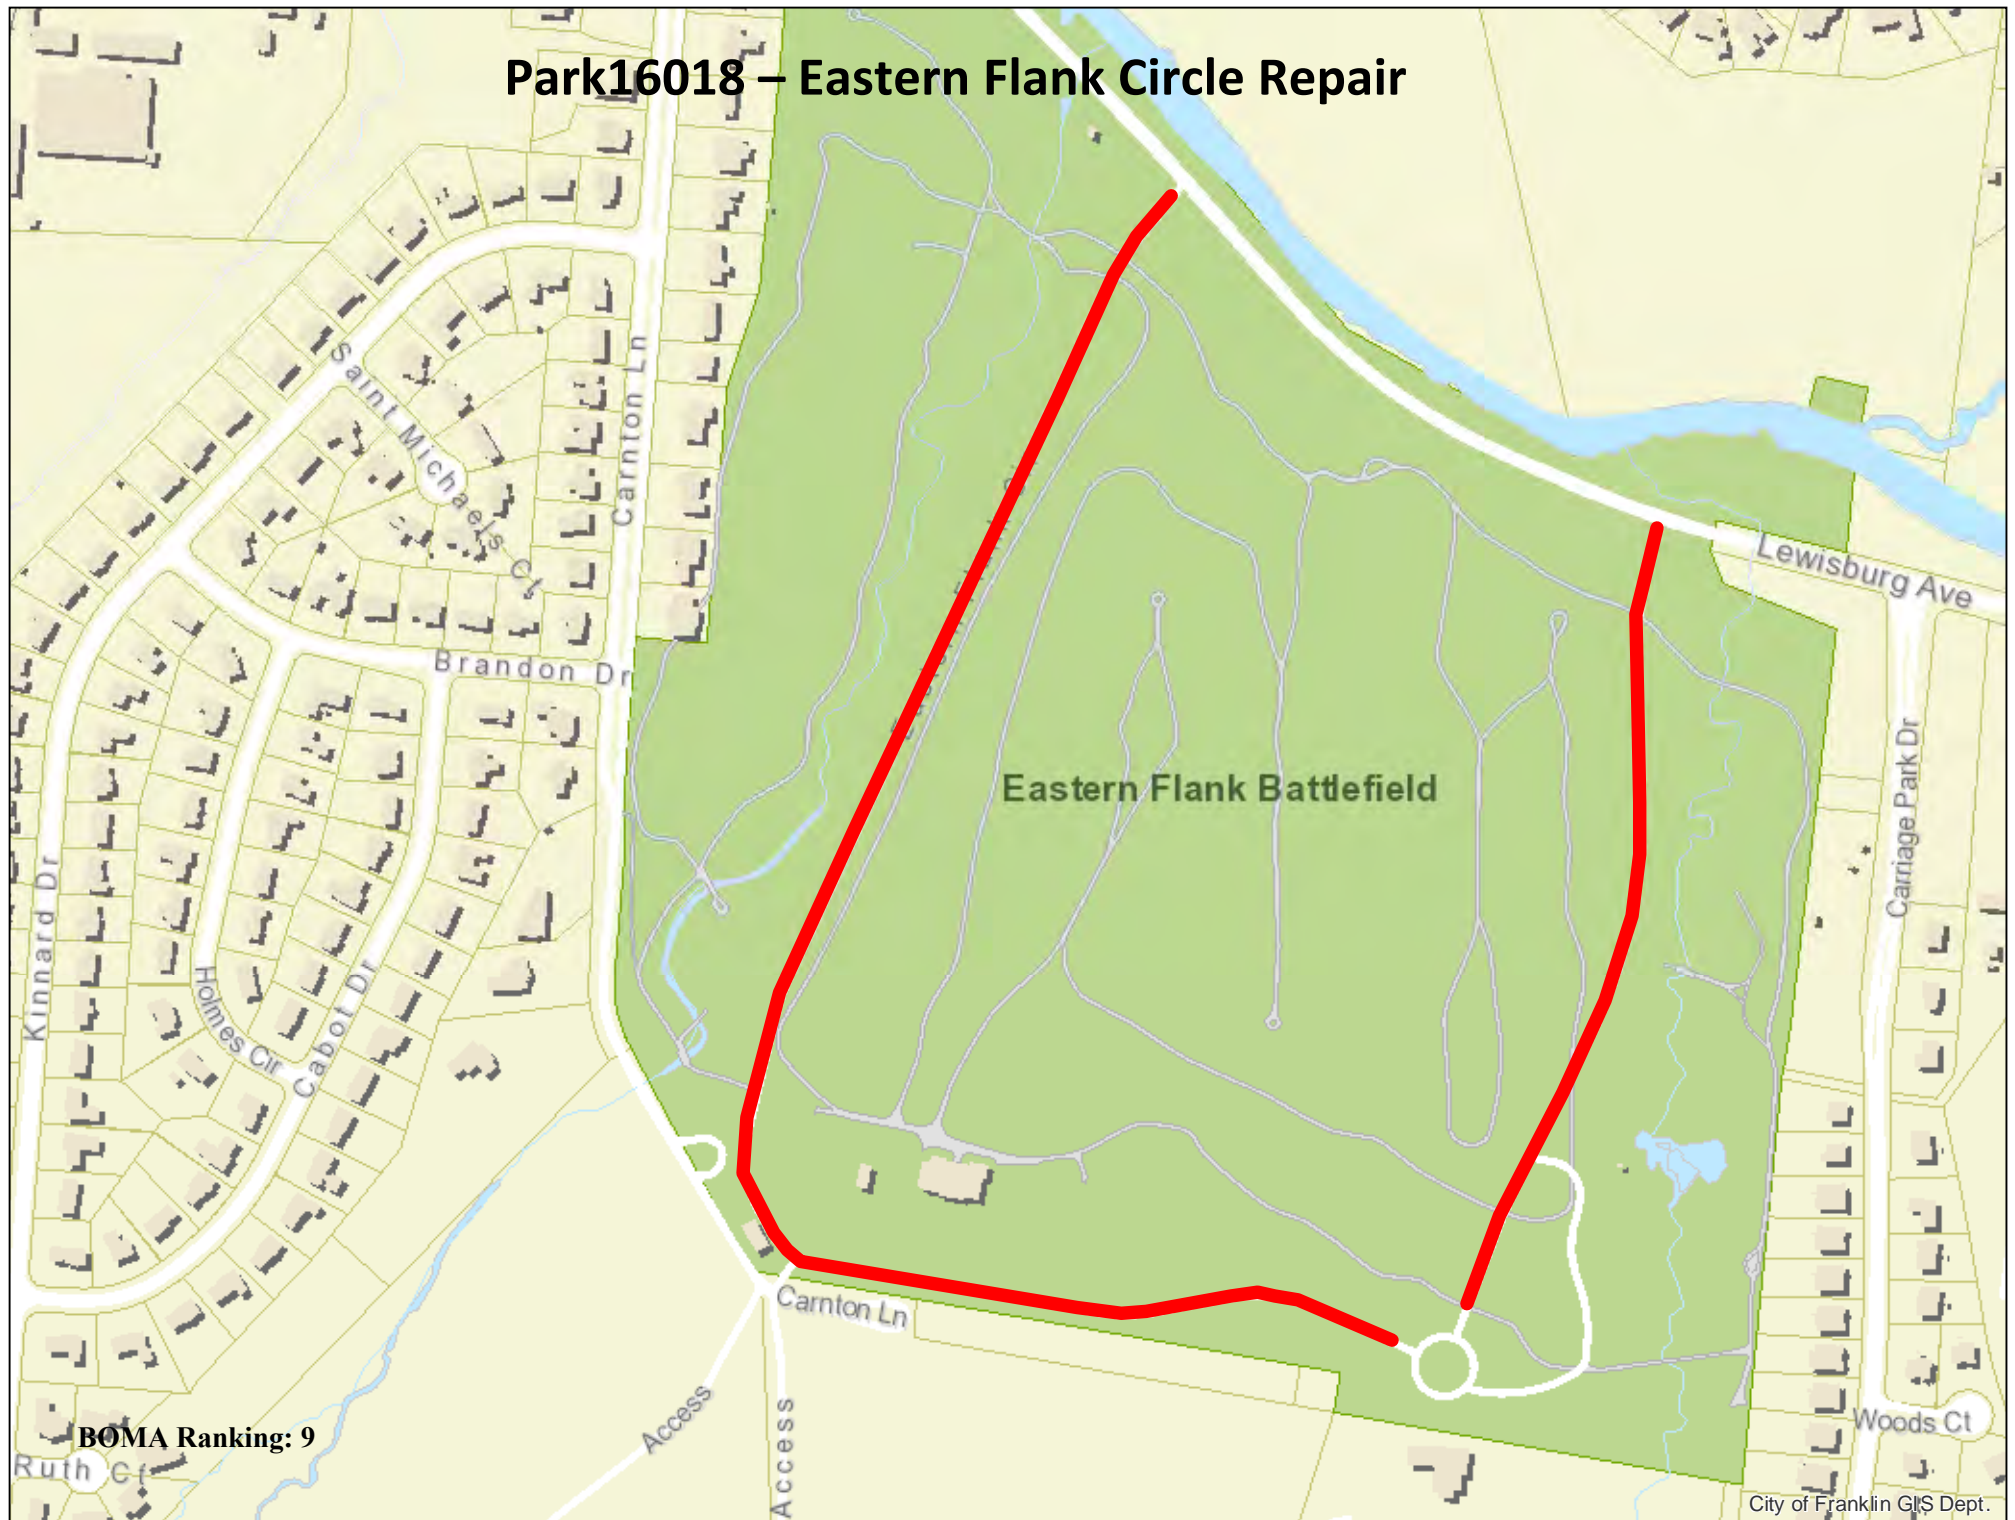 Park16018 – Eastern Flank Circle Repair
Saint Michaels Ct
Carnton Ln
Lewisburg Ave
Brandon Dr
Eastern Flank Battlefield
Carriage Park Dr
Kinnard Dr
Holmes Cir
Cabot Dr
Carnton Ln
Access
Access
Woods Ct
BOMA Ranking: 9
Ruth Ct
City of Franklin GIS Dept.